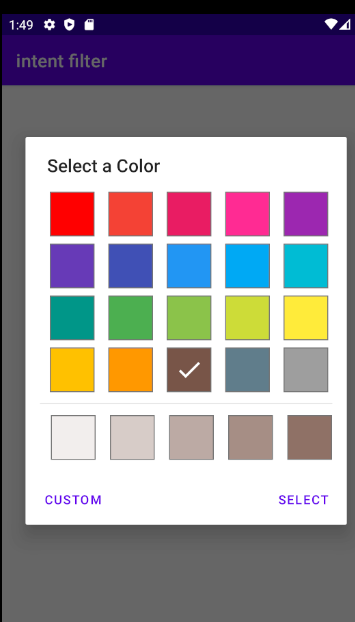 1:49
intent filter
Select a Color
CUSTOM SELECT